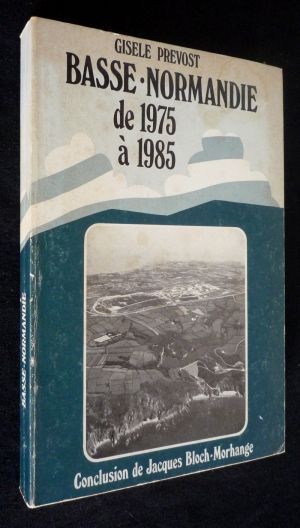 GISELE PREVOST
BASSE-NORMANDIE
de 1975
à 1985
Conclusion de Jacques Bloch-Morhange
BASSE NORMANDIE